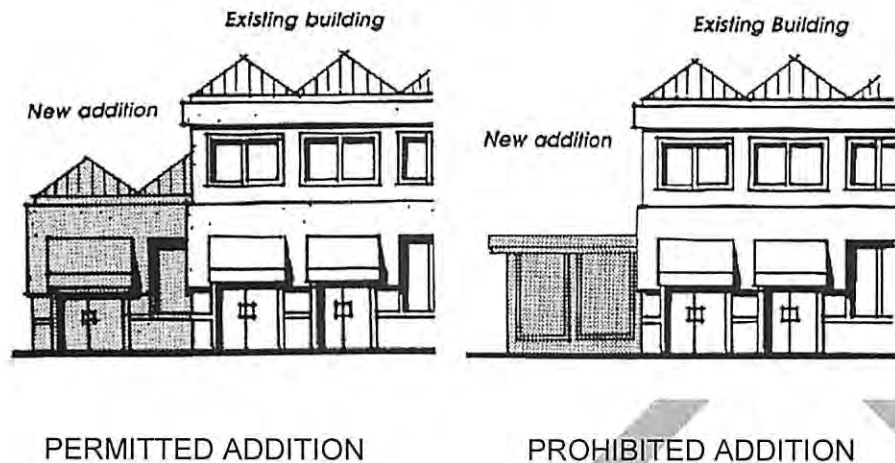 Existing building
New addition
PERMITTED ADDITION
Existing Building
New addition
PROHIBITED ADDITION